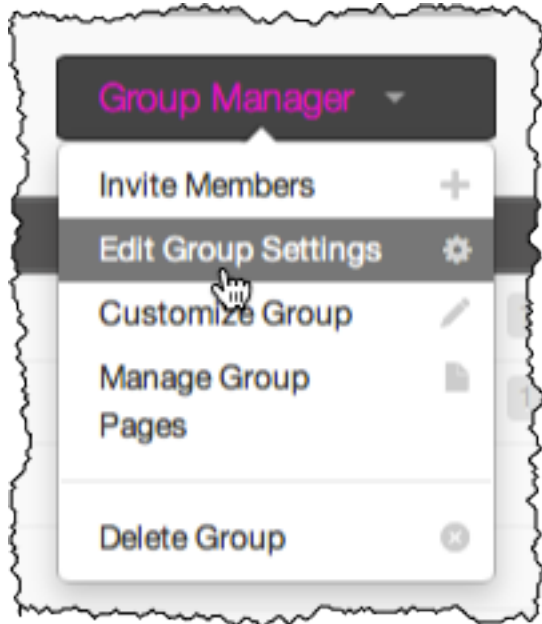 Group Manager
Invite Members
Edit Group Settings
Customize Group
Manage Group
Pages
Delete Group